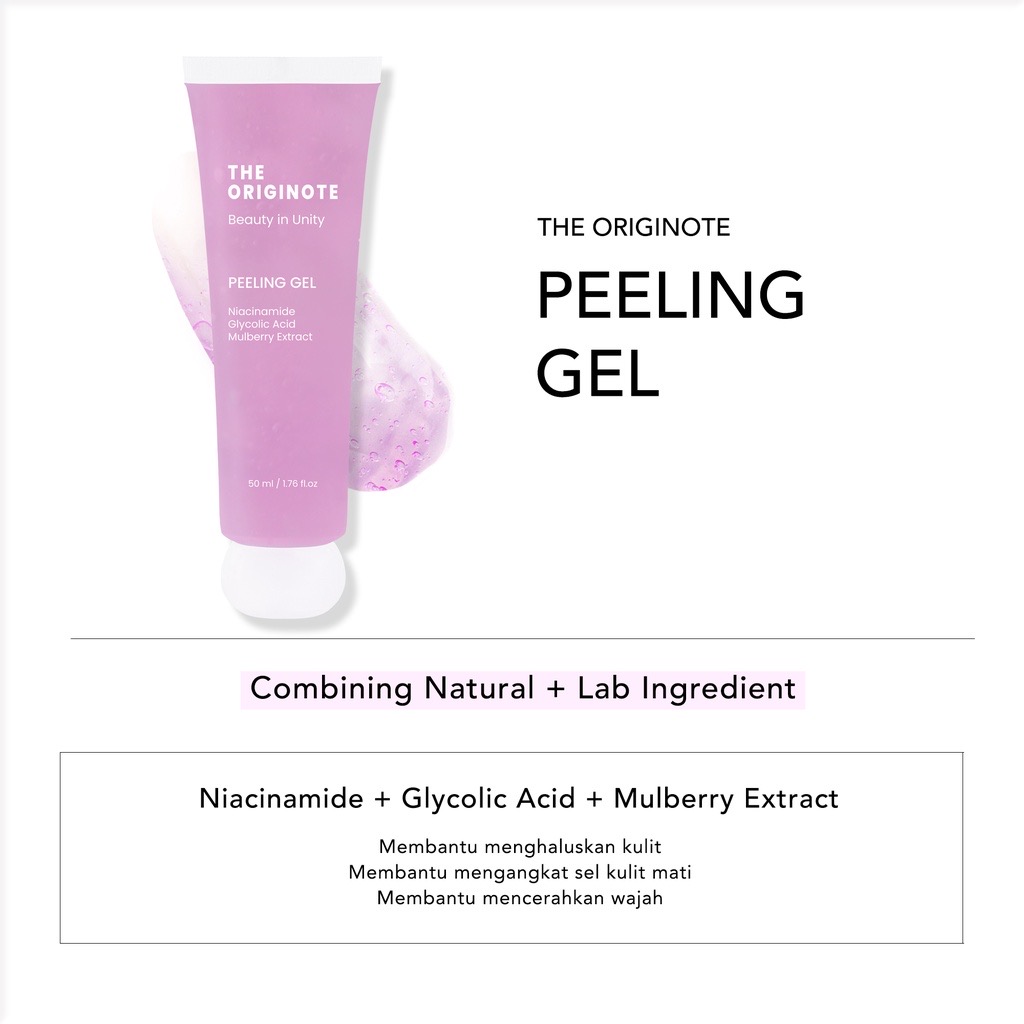 THE
ORIGINOTE
Beauty in Unity
PEELING GEL
Niacinamide
Glycolic Acid
Mulberry Extract
50 ml / 1.76 fl.oz
THE ORIGINOTE
PEELING
GEL
Combining Natural + Lab Ingredient
Niacinamide + Glycolic Acid + Mulberry Extract
Membantu menghaluskan kulit
Membantu mengangkat sel kulit mati
Membantu mencerahkan wajah